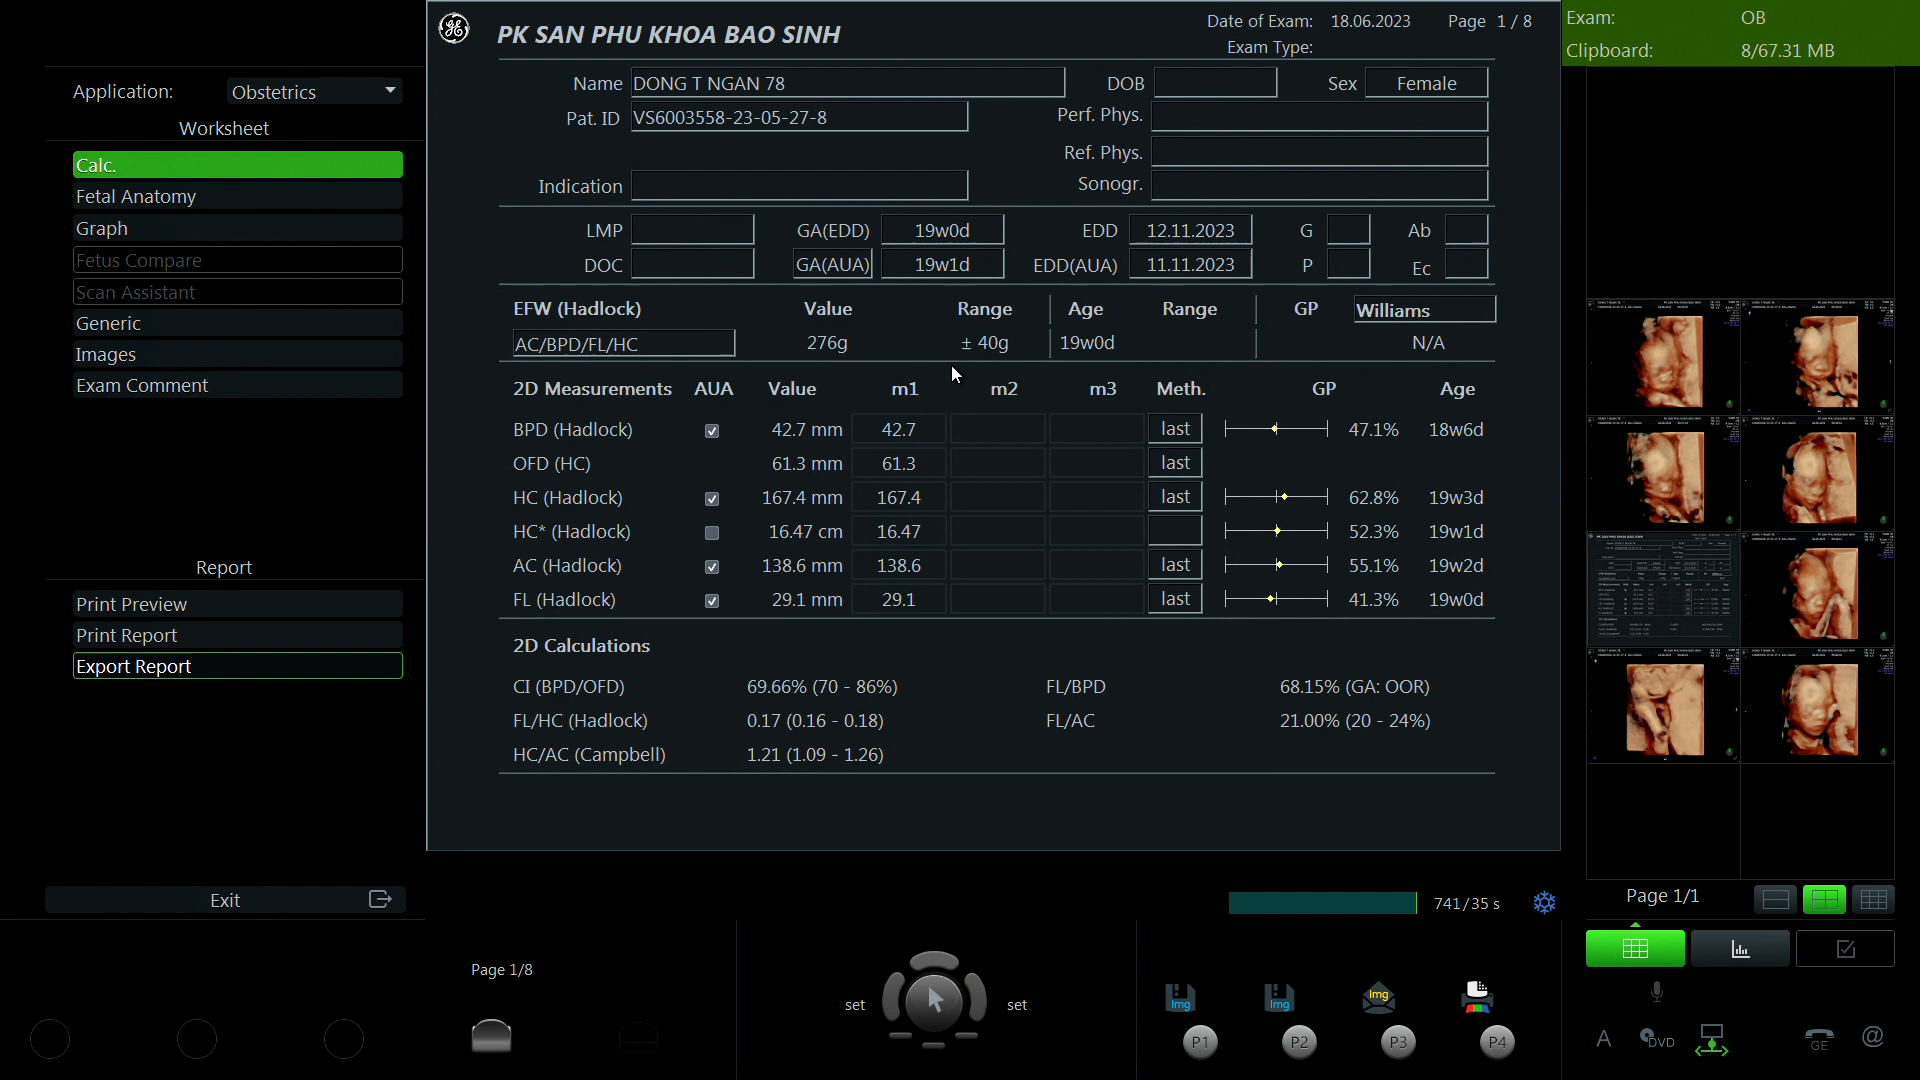 PK SAN PHU KHOA BAO SINH
Date of Exam: 18.06.2023 Page 1 / 8
Exam Type:
Exam: OB
Clipboard: 8/67.31 MB
Application: Obstetrics
Worksheet
Calc.
Fetal Anatomy
Graph
Fetus Compare
Scan Assistant
Generic
Images
Exam Comment
Report
Print Preview
Print Report
Export Report
Exit
Name DONG T NGAN 78 DOB Sex Female
Pat. ID VS6003558-23-05-27-8 Perf. Phys.
Ref. Phys.
Indication Sonogr.
LMP GA(EDD) 19w0d EDD 12.11.2023 G Ab
DOC GA(AUA) 19w1d EDD(AUA) 11.11.2023 P Ec
EFW (Hadlock) Value Range Age Range GP Williams
AC/BPD/FL/HC 276g ± 40g 19w0d N/A
2D Measurements AUA Value m1 m2 m3 Meth. GP Age
BPD (Hadlock) 42.7 mm 42.7 last 47.1% 18w6d
OFD (HC) 61.3 mm 61.3 last
HC (Hadlock) 167.4 mm 167.4 last 62.8% 19w3d
HC* (Hadlock) 16.47 cm 16.47 52.3% 19w1d
AC (Hadlock) 138.6 mm 138.6 last 55.1% 19w2d
FL (Hadlock) 29.1 mm 29.1 last 41.3% 19w0d
2D Calculations
CI (BPD/OFD) 69.66% (70 - 86%) FL/BPD 68.15% (GA: OOR)
FL/HC (Hadlock) 0.17 (0.16 - 0.18) FL/AC 21.00% (20 - 24%)
HC/AC (Campbell) 1.21 (1.09 - 1.26)
741/35 s
Page 1/1
Page 1/8
set set
Img Img Img
P1 P2 P3 P4
A DVD GE @